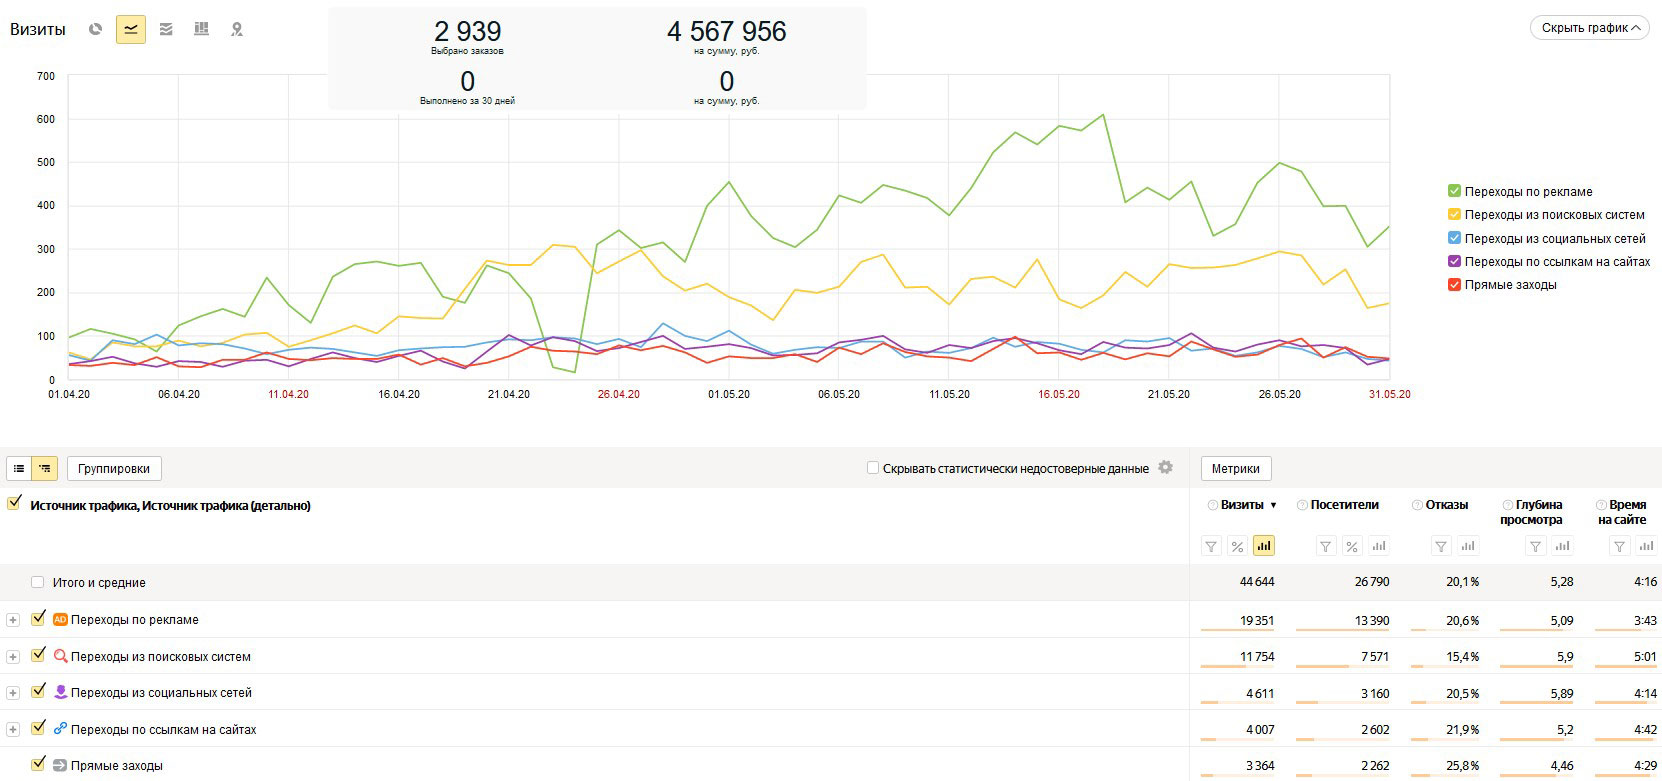 Визиты
2 939
4 567 956
Выбрано заказов
на сумму, руб.
0
0
Выполнено за 30 дней
на сумму, руб.
Скрыть график
700
600
500
400
300
200
100
0
01.04.20 06.04.20 11.04.20 16.04.20 21.04.20 26.04.20 01.05.20 06.05.20 11.05.20 16.05.20 21.05.20 26.05.20 31.05.20
Переходы по рекламе
Переходы из поисковых систем
Переходы из социальных сетей
Переходы по ссылкам на сайтах
Прямые заходы
Группировки
Скрывать статистически недостоверные данные
Метрики
Источник трафика, Источник трафика (детально)
Визиты ▼ Посетители Отказы Глубина просмотра Время на сайте
Итого и средние 44 644 26 790 20,1 % 5,28 4:16
AD Переходы по рекламе 19 351 13 390 20,6 % 5,09 3:43
Переходы из поисковых систем 11 754 7 571 15,4 % 5,9 5:01
Переходы из социальных сетей 4 611 3 160 20,5 % 5,89 4:14
Переходы по ссылкам на сайтах 4 007 2 602 21,9 % 5,2 4:42
Прямые заходы 3 364 2 262 25,8 % 4,46 4:29